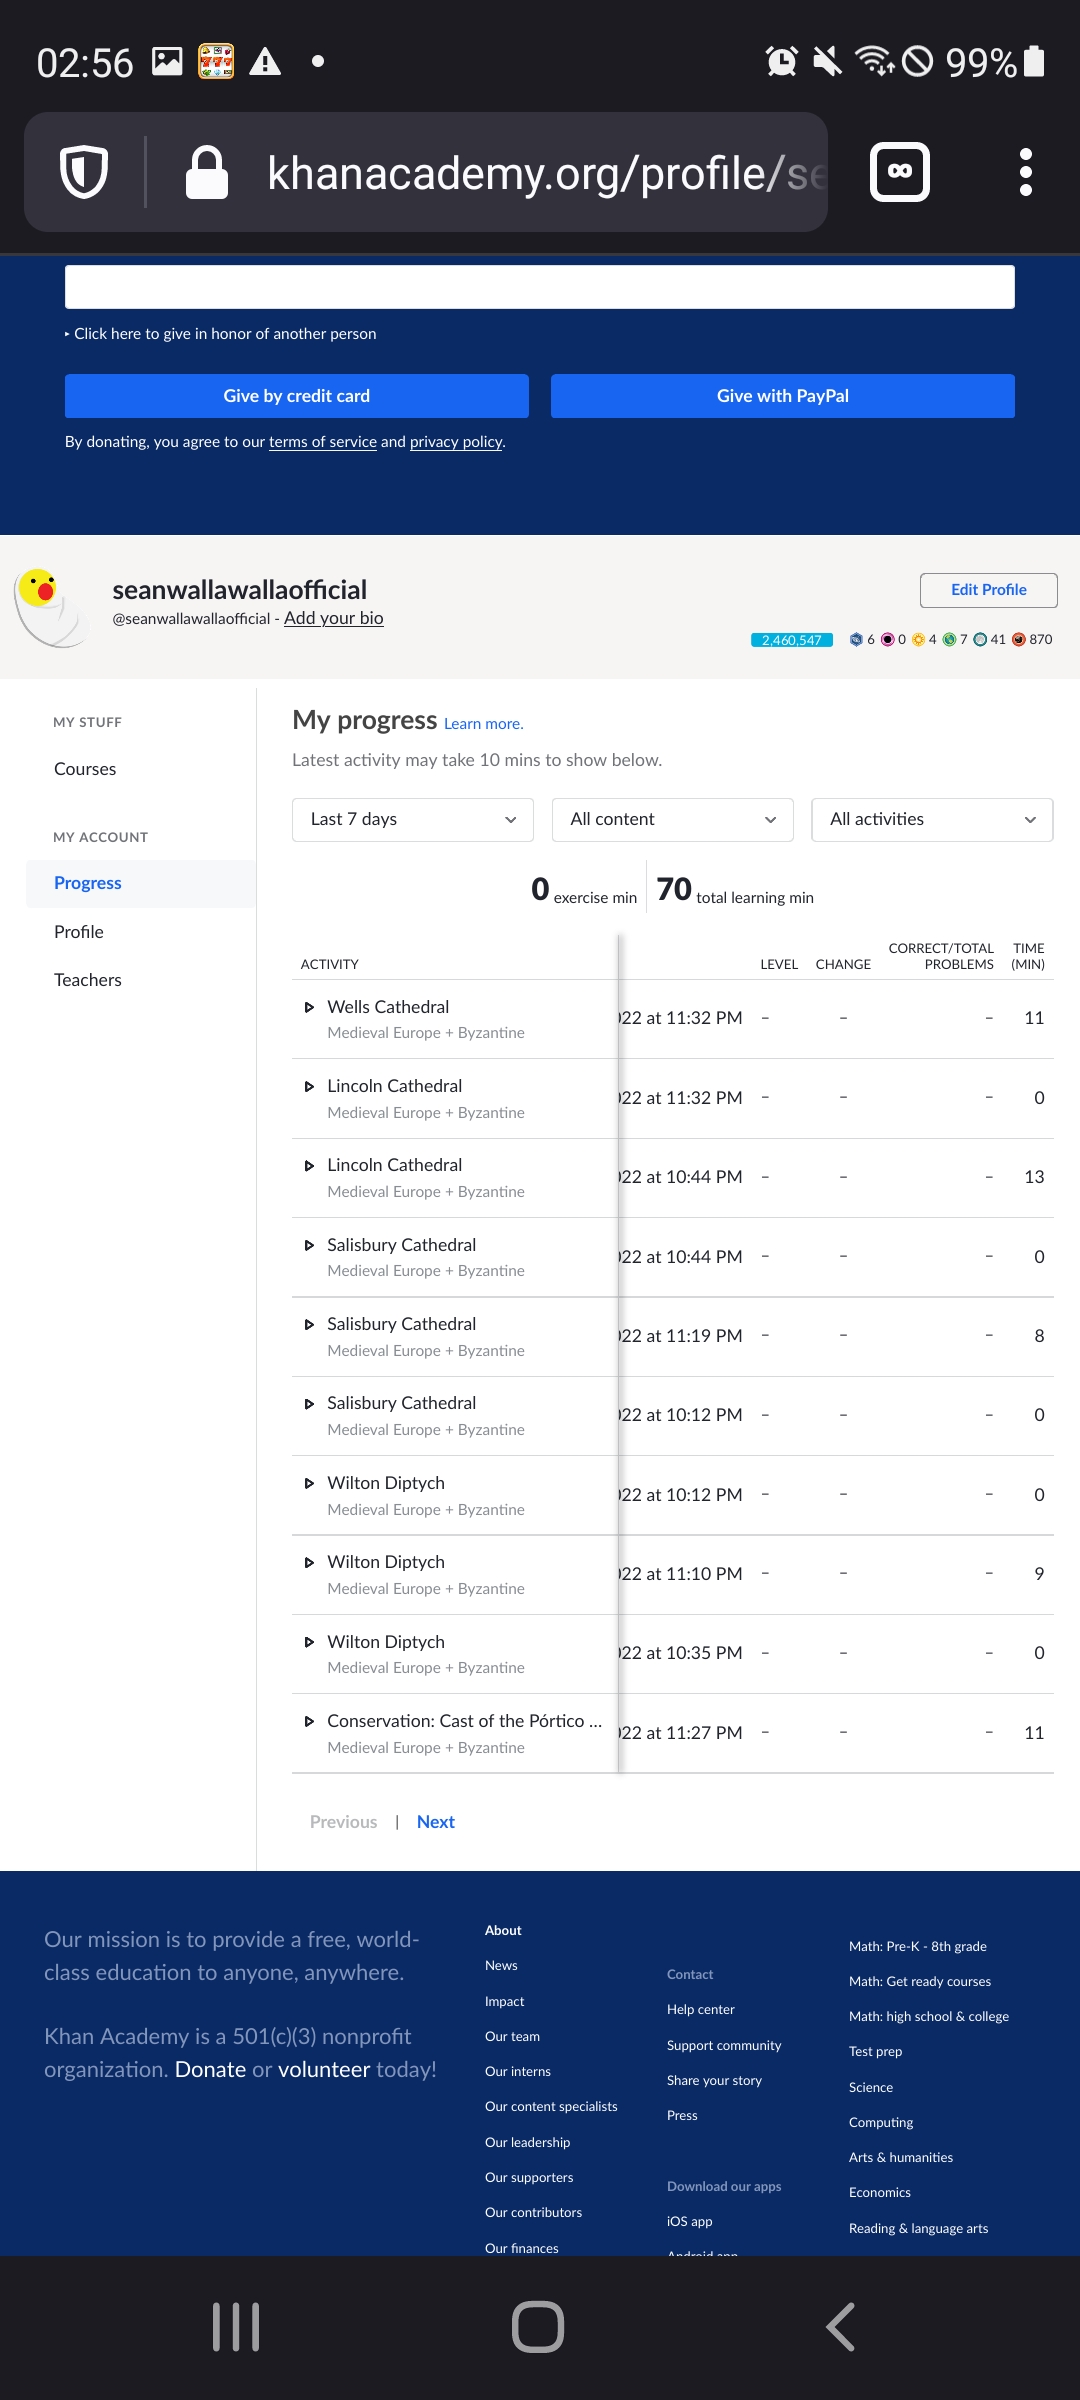 02:56
99%
khanacademy.org/profile/se
Click here to give in honor of another person
Give by credit card Give with PayPal
By donating, you agree to our terms of service and privacy policy.
seanwallawallaofficial
@seanwallawallaofficial - Add your bio
Edit Profile
2,460,547 6 0 4 7 41 870
MY STUFF
Courses
MY ACCOUNT
Progress
Profile
Teachers
My progress Learn more.
Latest activity may take 10 mins to show below.
Last 7 days All content All activities
0 exercise min 70 total learning min
ACTIVITY LEVEL CHANGE CORRECT/TOTAL PROBLEMS TIME (MIN)
Wells Cathedral
Medieval Europe + Byzantine
022 at 11:32 PM – – – 11
Lincoln Cathedral
Medieval Europe + Byzantine
022 at 11:32 PM – – – 0
Lincoln Cathedral
Medieval Europe + Byzantine
022 at 10:44 PM – – – 13
Salisbury Cathedral
Medieval Europe + Byzantine
022 at 10:44 PM – – – 0
Salisbury Cathedral
Medieval Europe + Byzantine
022 at 11:19 PM – – – 8
Salisbury Cathedral
Medieval Europe + Byzantine
022 at 10:12 PM – – – 0
Wilton Diptych
Medieval Europe + Byzantine
022 at 10:12 PM – – – 0
Wilton Diptych
Medieval Europe + Byzantine
022 at 11:10 PM – – – 9
Wilton Diptych
Medieval Europe + Byzantine
022 at 10:35 PM – – – 0
Conservation: Cast of the Pórtico ...
Medieval Europe + Byzantine
022 at 11:27 PM – – – 11
Previous | Next
Our mission is to provide a free, world-
class education to anyone, anywhere.
Khan Academy is a 501(c)(3) nonprofit
organization. Donate or volunteer today!
About
News
Impact
Our team
Our interns
Our content specialists
Our leadership
Our supporters
Our contributors
Our finances
Contact
Help center
Support community
Share your story
Press
Download our apps
iOS app
Android app
Math: Pre-K - 8th grade
Math: Get ready courses
Math: high school & college
Test prep
Science
Computing
Arts & humanities
Economics
Reading & language arts